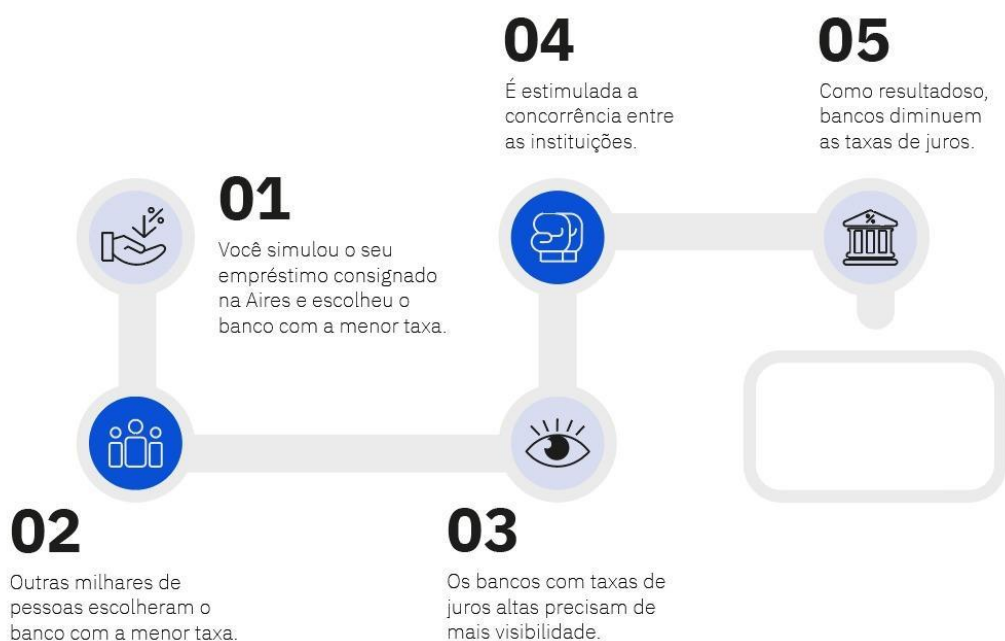 01
Você simulou o seu
empréstimo consignado
na Aires e escolheu o
banco com a menor taxa.
02
Outras milhares de
pessoas escolheram o
banco com a menor taxa.
03
Os bancos com taxas de
juros altas precisam de
mais visibilidade.
04
É estimulada a
concorrência entre
as instituições.
05
Como resultadoso,
bancos diminuem
as taxas de juros.
%
%